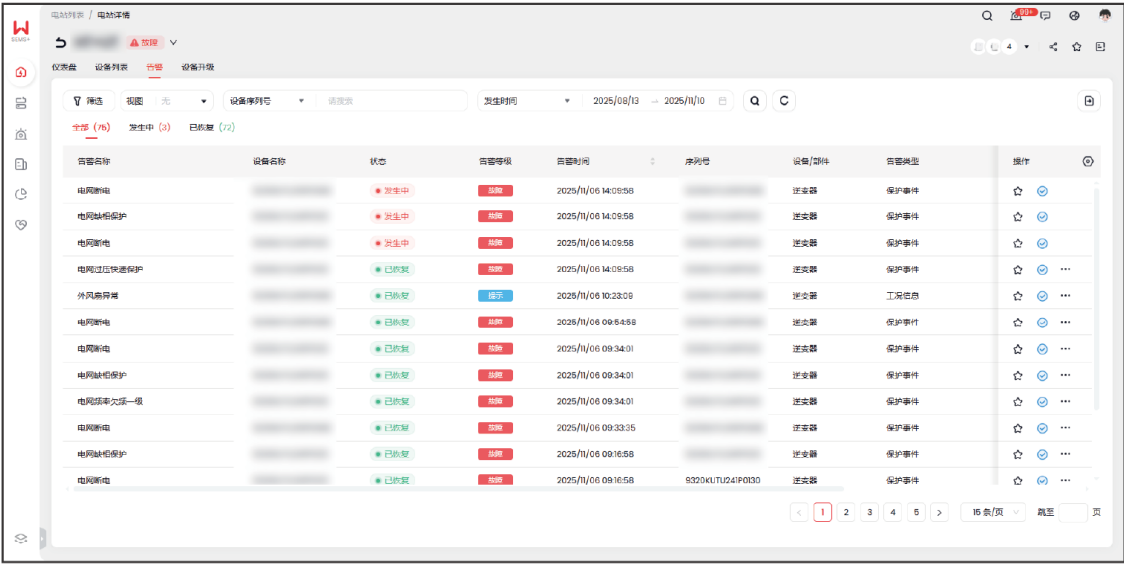 电站列表 / 电站详情
99+
SEMS+
故障
4
仪表盘 设备列表 告警 设备升级
筛选 视图 无 设备序列号 请搜索 发生时间 2025/08/13 → 2025/11/10
全部 (75) 发生中 (3) 已恢复 (72)
告警名称 设备名称 状态 告警等级 告警时间 序列号 设备/部件 告警类型 操作
电网断电 发生中 故障 2025/11/06 14:09:58 逆变器 保护事件
电网缺相保护 发生中 故障 2025/11/06 14:09:58 逆变器 保护事件
电网断电 发生中 故障 2025/11/06 14:09:58 逆变器 保护事件
电网过压快速保护 已恢复 故障 2025/11/06 14:09:58 逆变器 保护事件
外风扇异常 已恢复 提示 2025/11/06 10:23:09 逆变器 工况信息
电网断电 已恢复 故障 2025/11/06 09:54:58 逆变器 保护事件
电网断电 已恢复 故障 2025/11/06 09:34:01 逆变器 保护事件
电网缺相保护 已恢复 故障 2025/11/06 09:34:01 逆变器 保护事件
电网频率欠频一级 已恢复 故障 2025/11/06 09:34:01 逆变器 保护事件
电网断电 已恢复 故障 2025/11/06 09:33:35 逆变器 保护事件
电网缺相保护 已恢复 故障 2025/11/06 09:16:58 逆变器 保护事件
电网断电 已恢复 故障 2025/11/06 09:16:58 9320KUTU241P0130 逆变器 保护事件
< 1 2 3 4 5 > 15 条/页 跳至 页